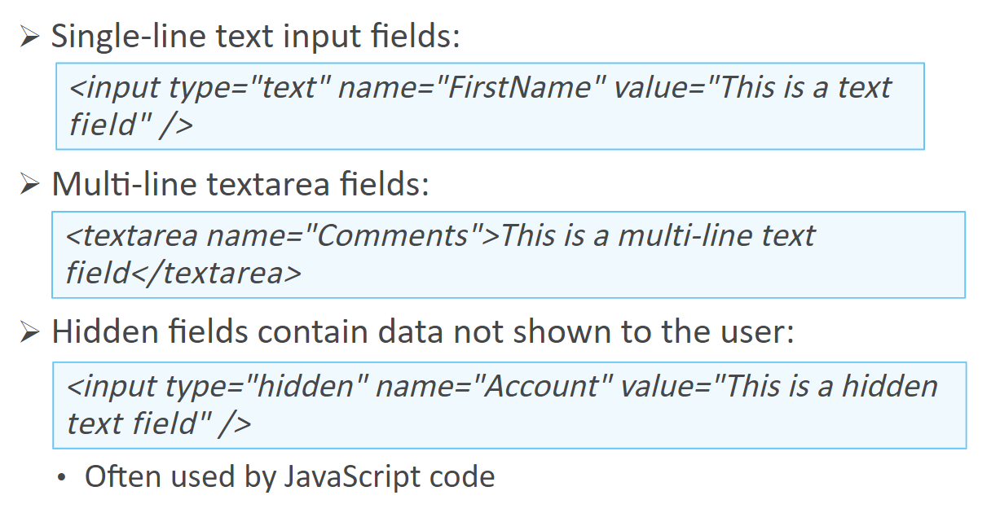 ➢ Single-line text input fields:
<input type="text" name="FirstName" value="This is a text
field" />
➢ Multi-line textarea fields:
<textarea name="Comments">This is a multi-line text
field</textarea>
➢ Hidden fields contain data not shown to the user:
<input type="hidden" name="Account" value="This is a hidden
text field" />
• Often used by JavaScript code